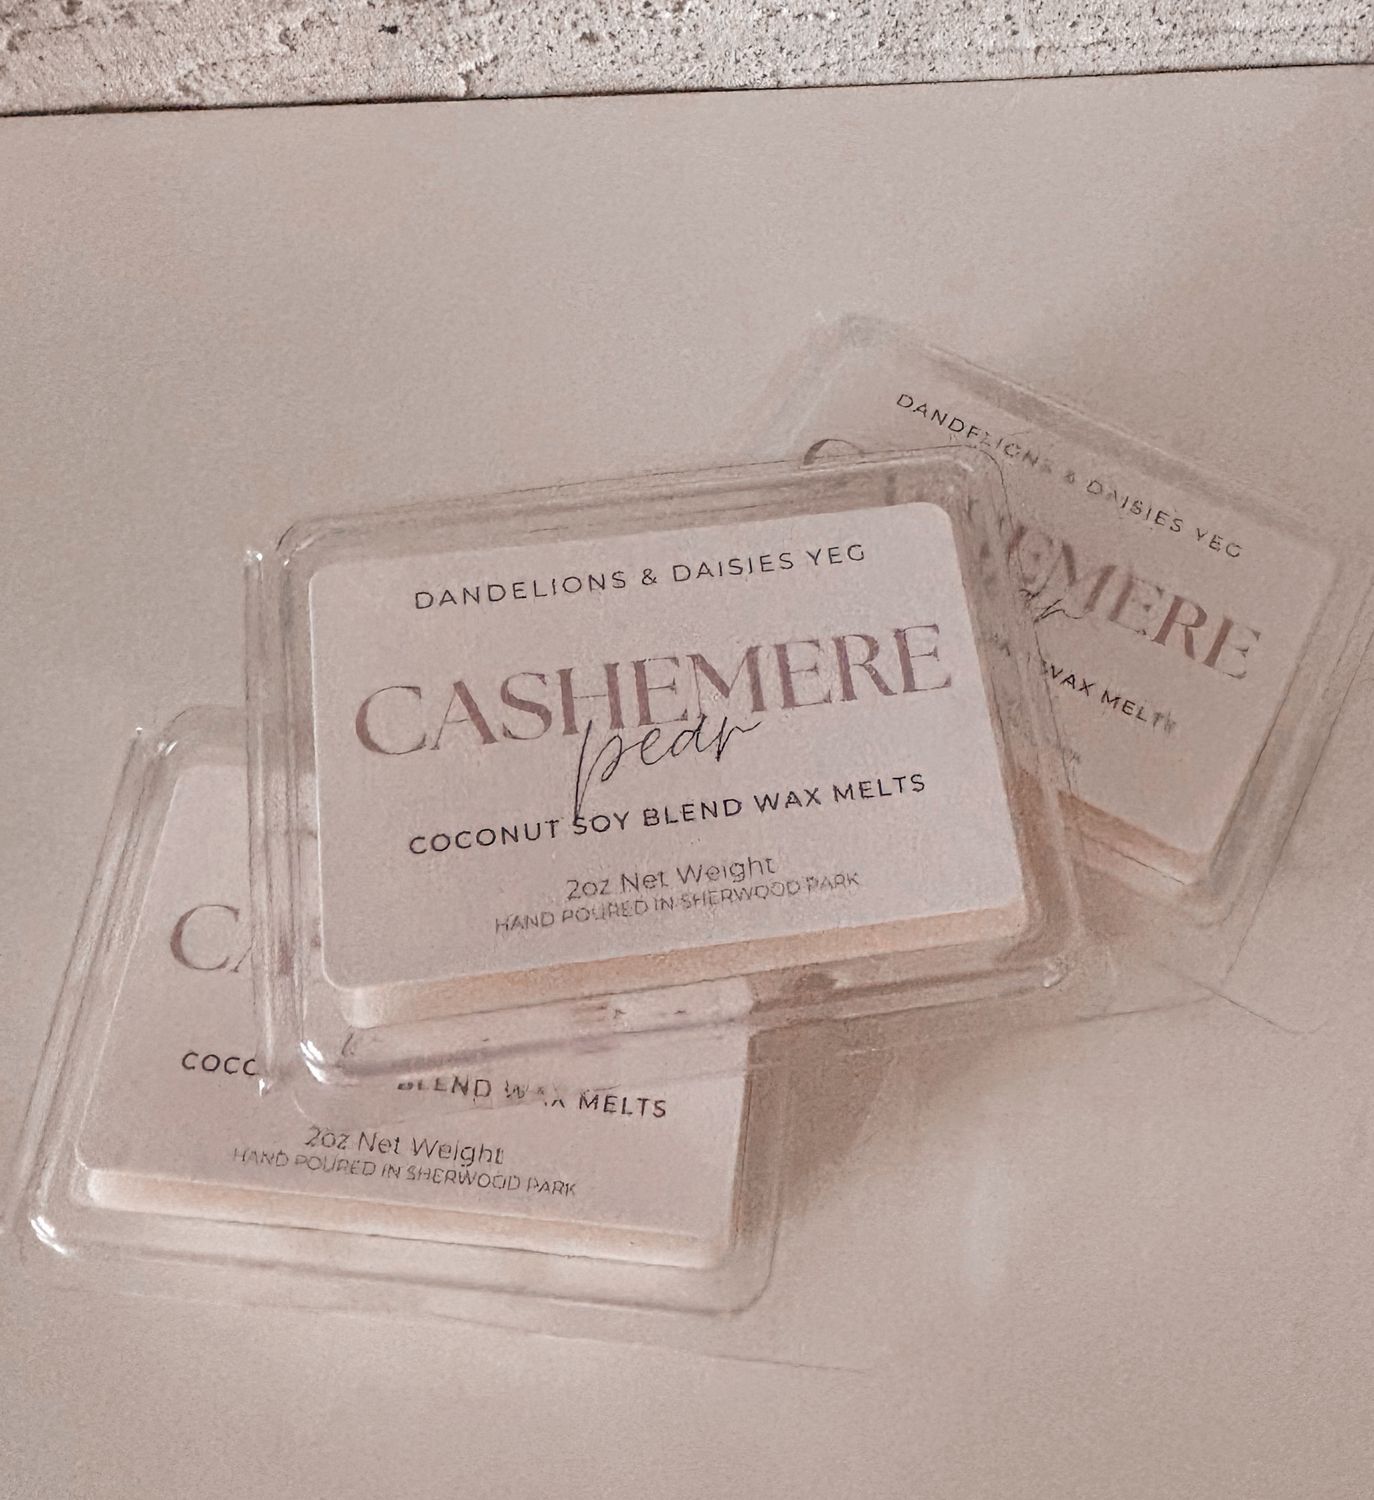 DANDELIONS & DAISIES YEG
CASHEMERE
pear
COCONUT SOY BLEND WAX MELTS
2oz Net Weight
HAND POURED IN SHERWOOD PARK
DANDELIONS & DAISIES YEG
EMERE
WAX MELTS
BLEND WAX MELTS
2oz Net Weight
HAND POURED IN SHERWOOD PARK